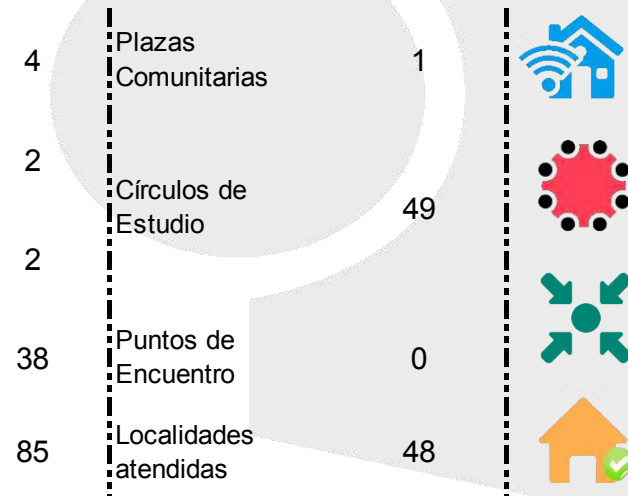 4
Plazas
Comunitarias
1
2
Círculos de
Estudio
49
2
38
Puntos de
Encuentro
0
85
Localidades
atendidas
48